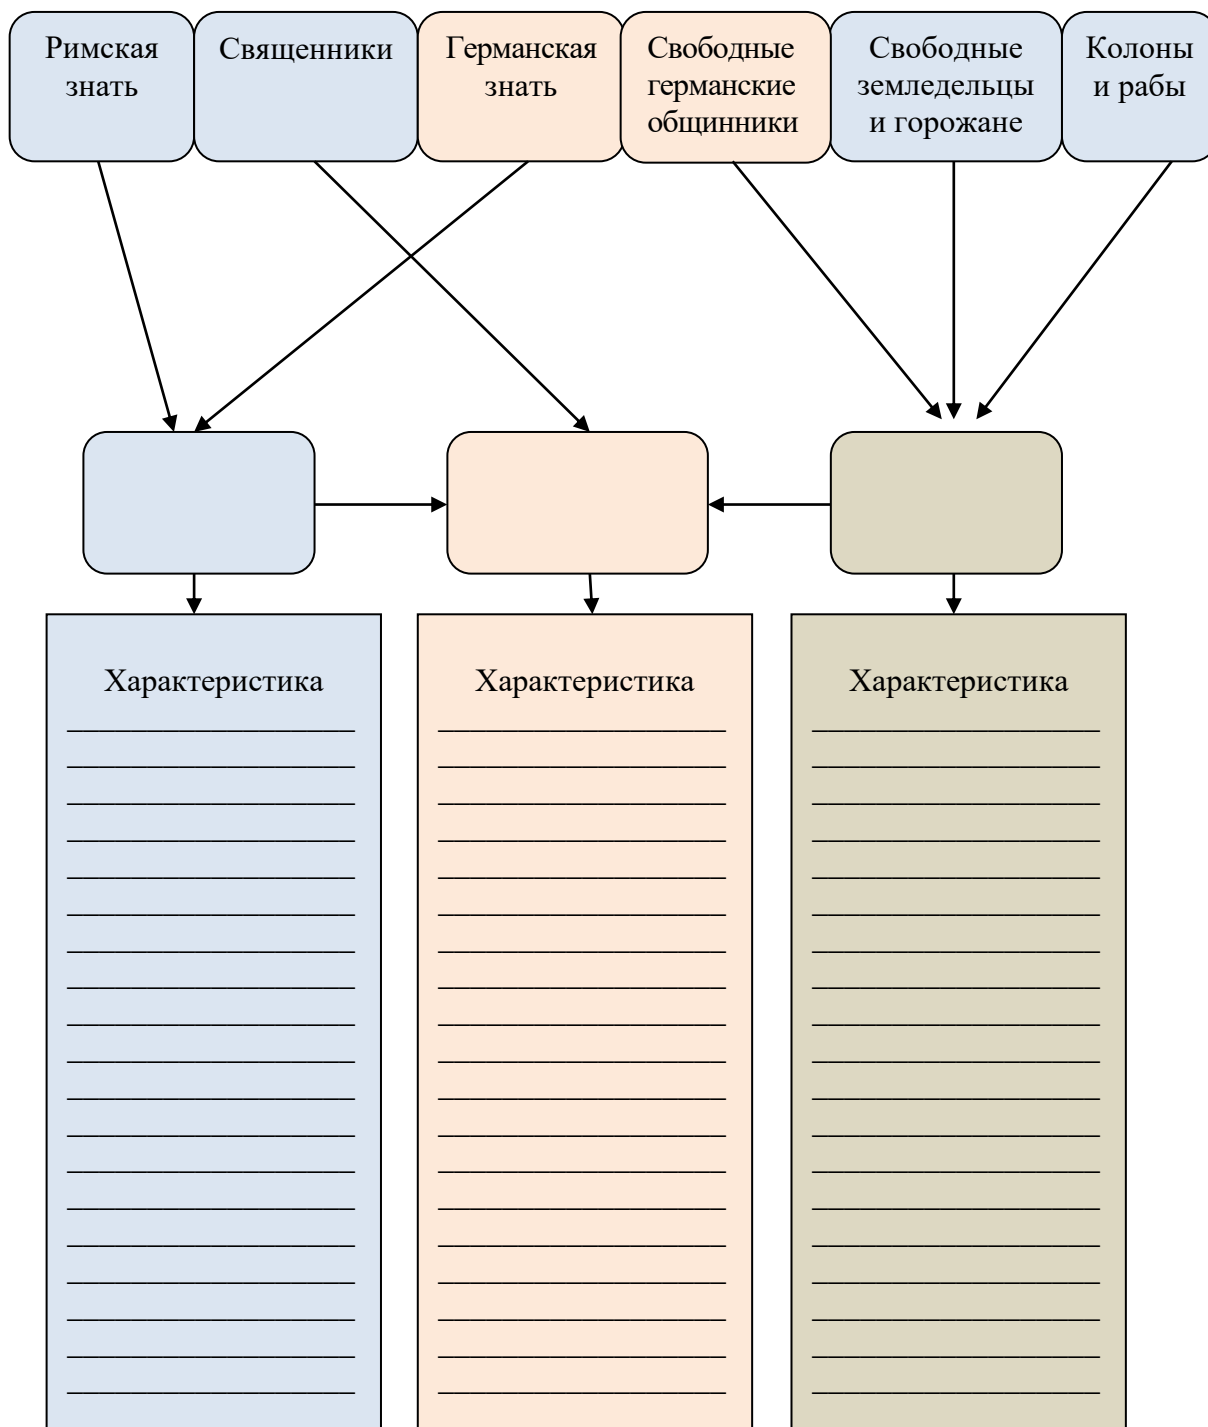 Римская
знать
Священники
Германская
знать
Свободные
германские
общинники
Свободные
земледельцы
и горожане
Колоны
и рабы
Характеристика
Характеристика
Характеристика